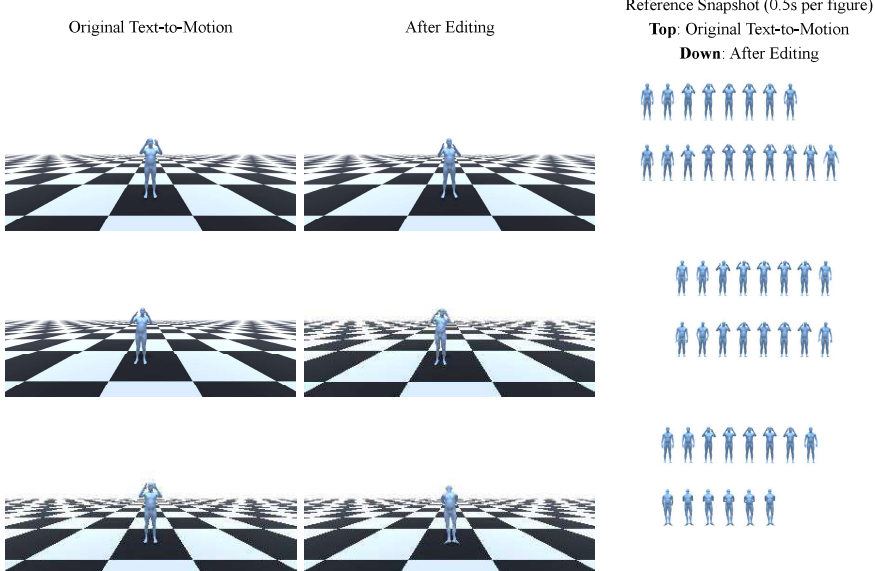 Original Text-to-Motion
After Editing
Reference Snapshot (0.5s per figure)
Top: Original Text-to-Motion
Down: After Editing